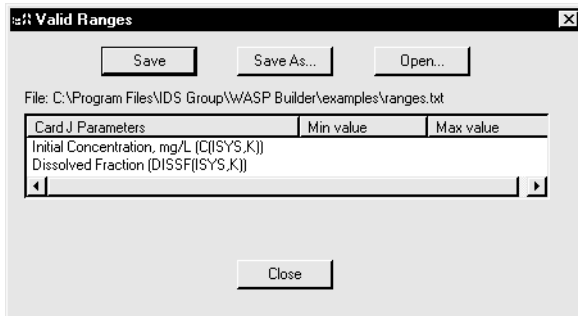 Valid Ranges
Save Save As... Open...
File: C:\Program Files\IDS Group\WASP Builder\examples\ranges.txt
Card J Parameters Min value Max value
Initial Concentration, mg/L (C(ISYS,K))
Dissolved Fraction (DISSF(ISYS,K))
Close